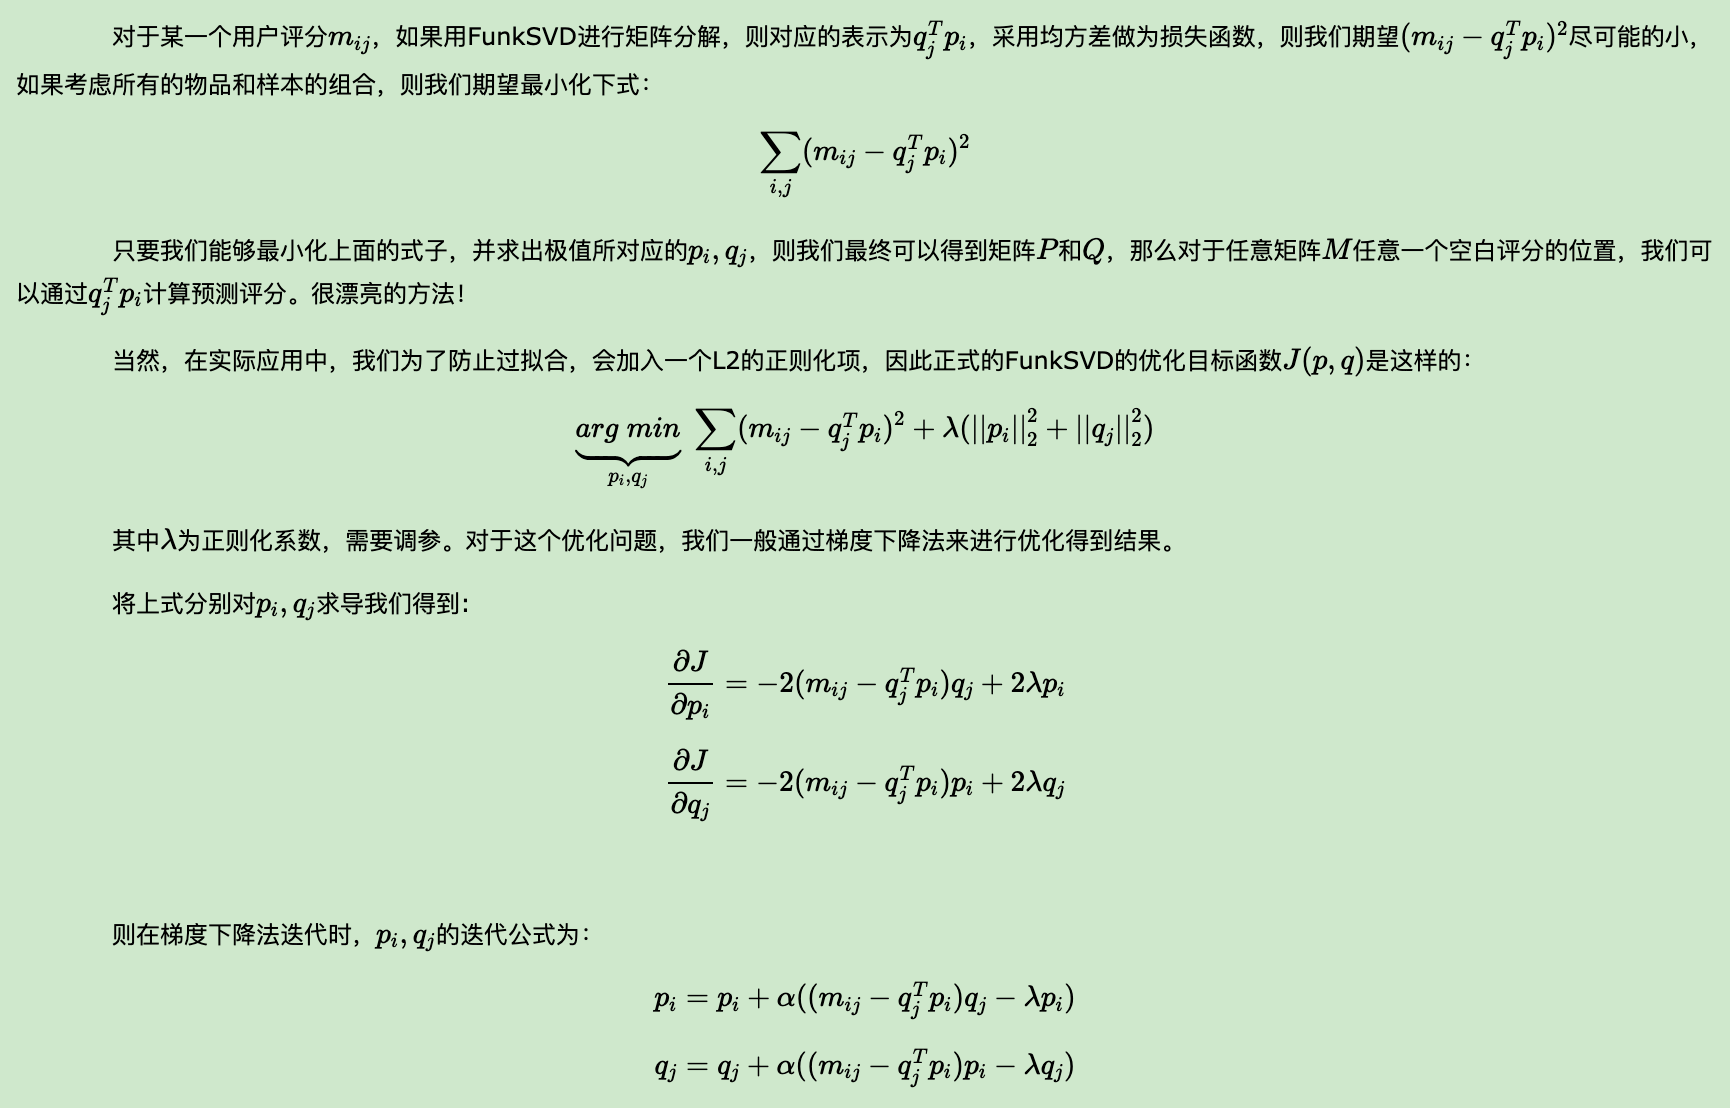 对于某一个用户评分$m_{ij}$，如果用FunkSVD进行矩阵分解，则对应的表示为$q_j^Tp_i$，采用均方差做为损失函数，则我们期望$(m_{ij}-q_j^Tp_i)^2$尽可能的小，
如果考虑所有的物品和样本的组合，则我们期望最小化下式：
$$\sum_{i,j}(m_{ij}-q_j^Tp_i)^2$$
只要我们能够最小化上面的式子，并求出极值所对应的$p_i,q_j$，则我们最终可以得到矩阵$P$和$Q$，那么对于任意矩阵$M$任意一个空白评分的位置，我们可
以通过$q_j^Tp_i$计算预测评分。很漂亮的方法！
当然，在实际应用中，我们为了防止过拟合，会加入一个L2的正则化项，因此正式的FunkSVD的优化目标函数$J(p,q)$是这样的：
$$\underbrace{arg\;min}_{p_i,q_j}\;\sum_{i,j}(m_{ij}-q_j^Tp_i)^2+\lambda(||p_i||_2^2+||q_j||_2^2)$$
其中$\lambda$为正则化系数，需要调参。对于这个优化问题，我们一般通过梯度下降法来进行优化得到结果。
将上式分别对$p_i,q_j$求导我们得到：
$$\frac{\partial J}{\partial p_i}=-2(m_{ij}-q_j^Tp_i)q_j+2\lambda p_i$$
$$\frac{\partial J}{\partial q_j}=-2(m_{ij}-q_j^Tp_i)p_i+2\lambda q_j$$
则在梯度下降法迭代时，$p_i,q_j$的迭代公式为：
$$p_i=p_i+\alpha((m_{ij}-q_j^Tp_i)q_j-\lambda p_i)$$
$$q_j=q_j+\alpha((m_{ij}-q_j^Tp_i)p_i-\lambda q_j)$$